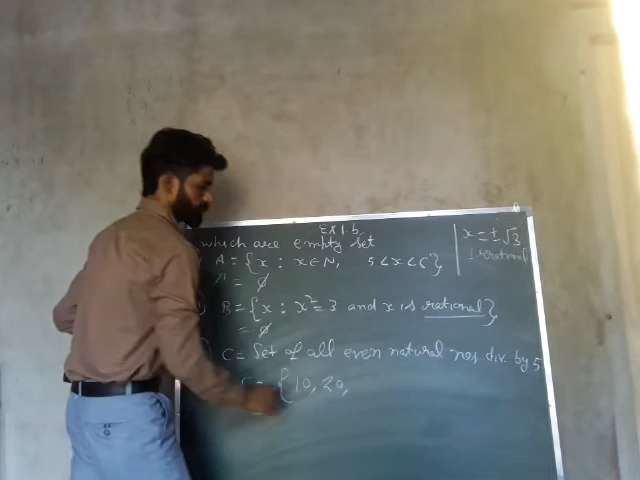 EX 1.5
which are empty set
A = {x : x ∈ N, 5 < x < 6},
= ∅
B = {x : x² = 3 and x is rational}
= ∅
C = Set of all even natural nos. div. by 5
{10, 20,
x = ± √3
Irrational